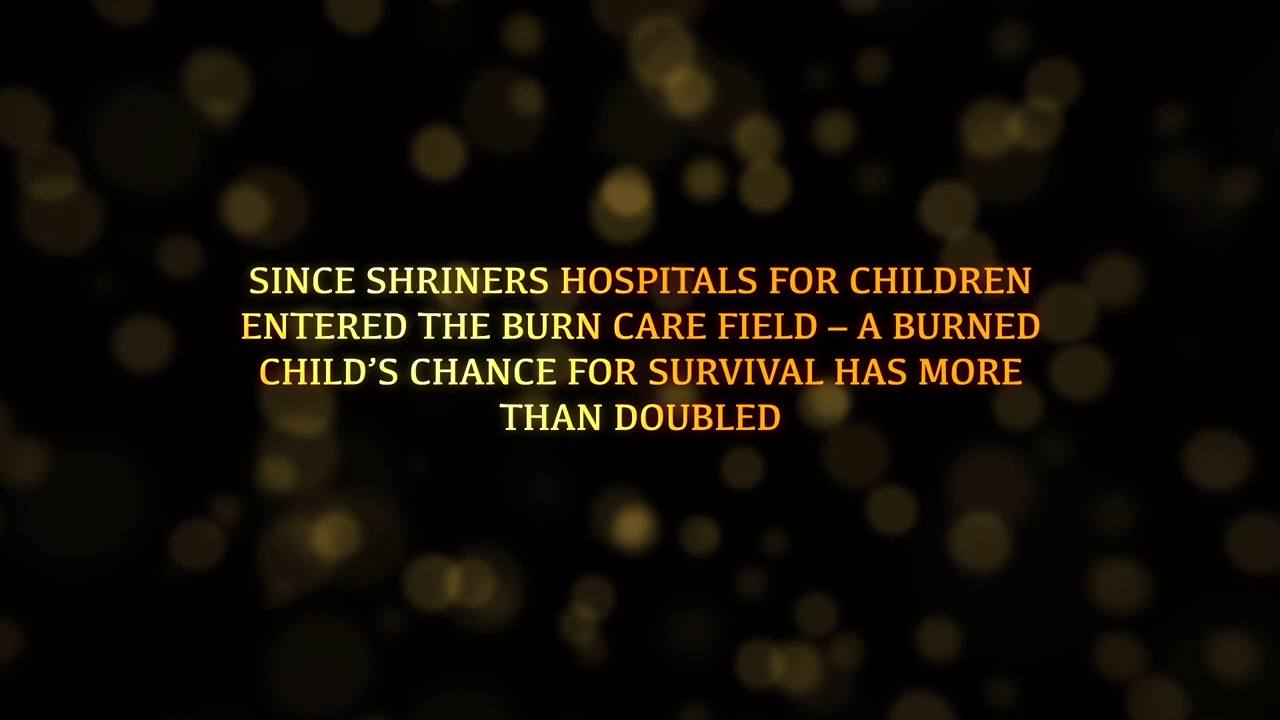 SINCE SHRINERS HOSPITALS FOR CHILDREN
ENTERED THE BURN CARE FIELD – A BURNED
CHILD’S CHANCE FOR SURVIVAL HAS MORE
THAN DOUBLED